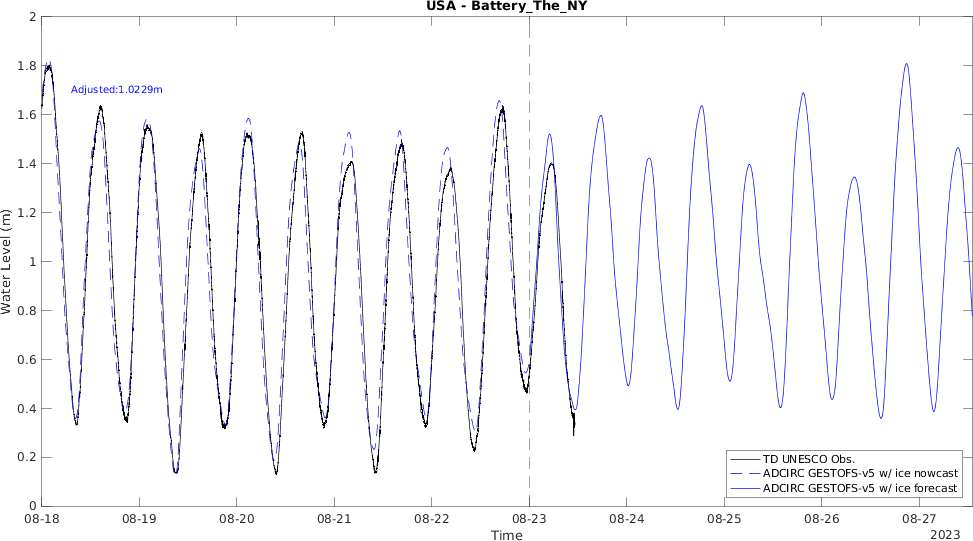 USA - Battery_The_NY
2
1.8
1.6
1.4
1.2
1
0.8
0.6
0.4
0.2
0
Water Level (m)
Adjusted:1.0229m
TD UNESCO Obs.
ADCIRC GESTOFS-v5 w/ ice nowcast
ADCIRC GESTOFS-v5 w/ ice forecast
08-18 08-19 08-20 08-21 08-22 08-23 08-24 08-25 08-26 08-27
Time
2023